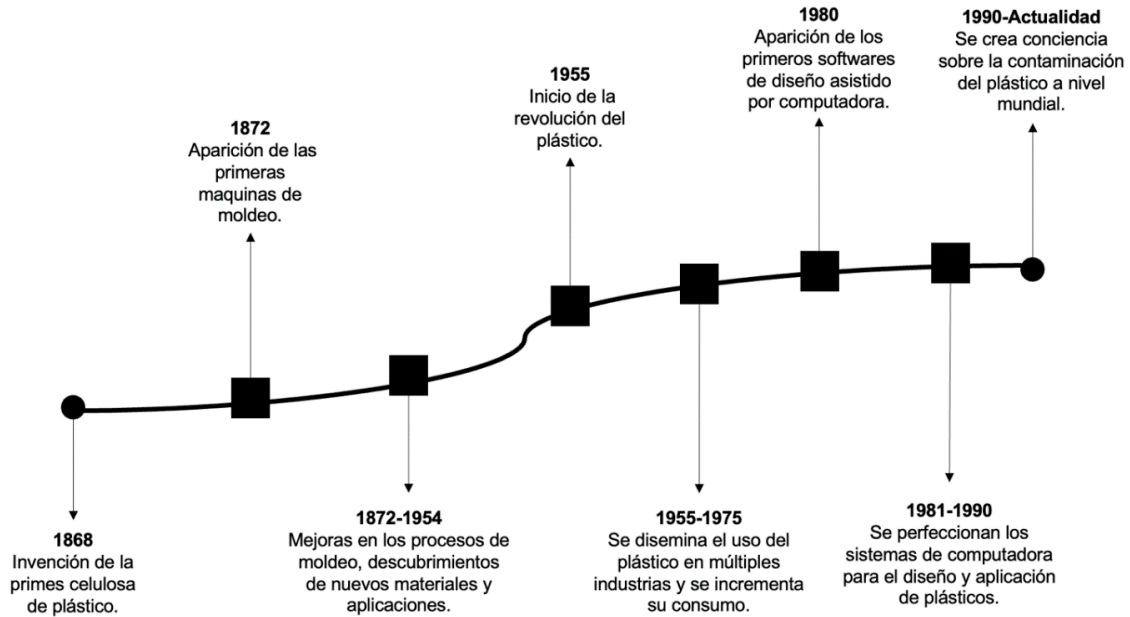 1868
Invención de la
primes celulosa
de plástico.
1872
Aparición de las
primeras
maquinas de
moldeo.
1872-1954
Mejoras en los procesos de
moldeo, descubrimientos
de nuevos materiales y
aplicaciones.
1955
Inicio de la
revolución del
plástico.
1955-1975
Se disemina el uso del
plástico en múltiples
industrias y se incrementa
su consumo.
1980
Aparición de los
primeros softwares
de diseño asistido
por computadora.
1981-1990
Se perfeccionan los
sistemas de computadora
para el diseño y aplicación
de plásticos.
1990-Actualidad
Se crea conciencia
sobre la contaminación
del plástico a nivel
mundial.